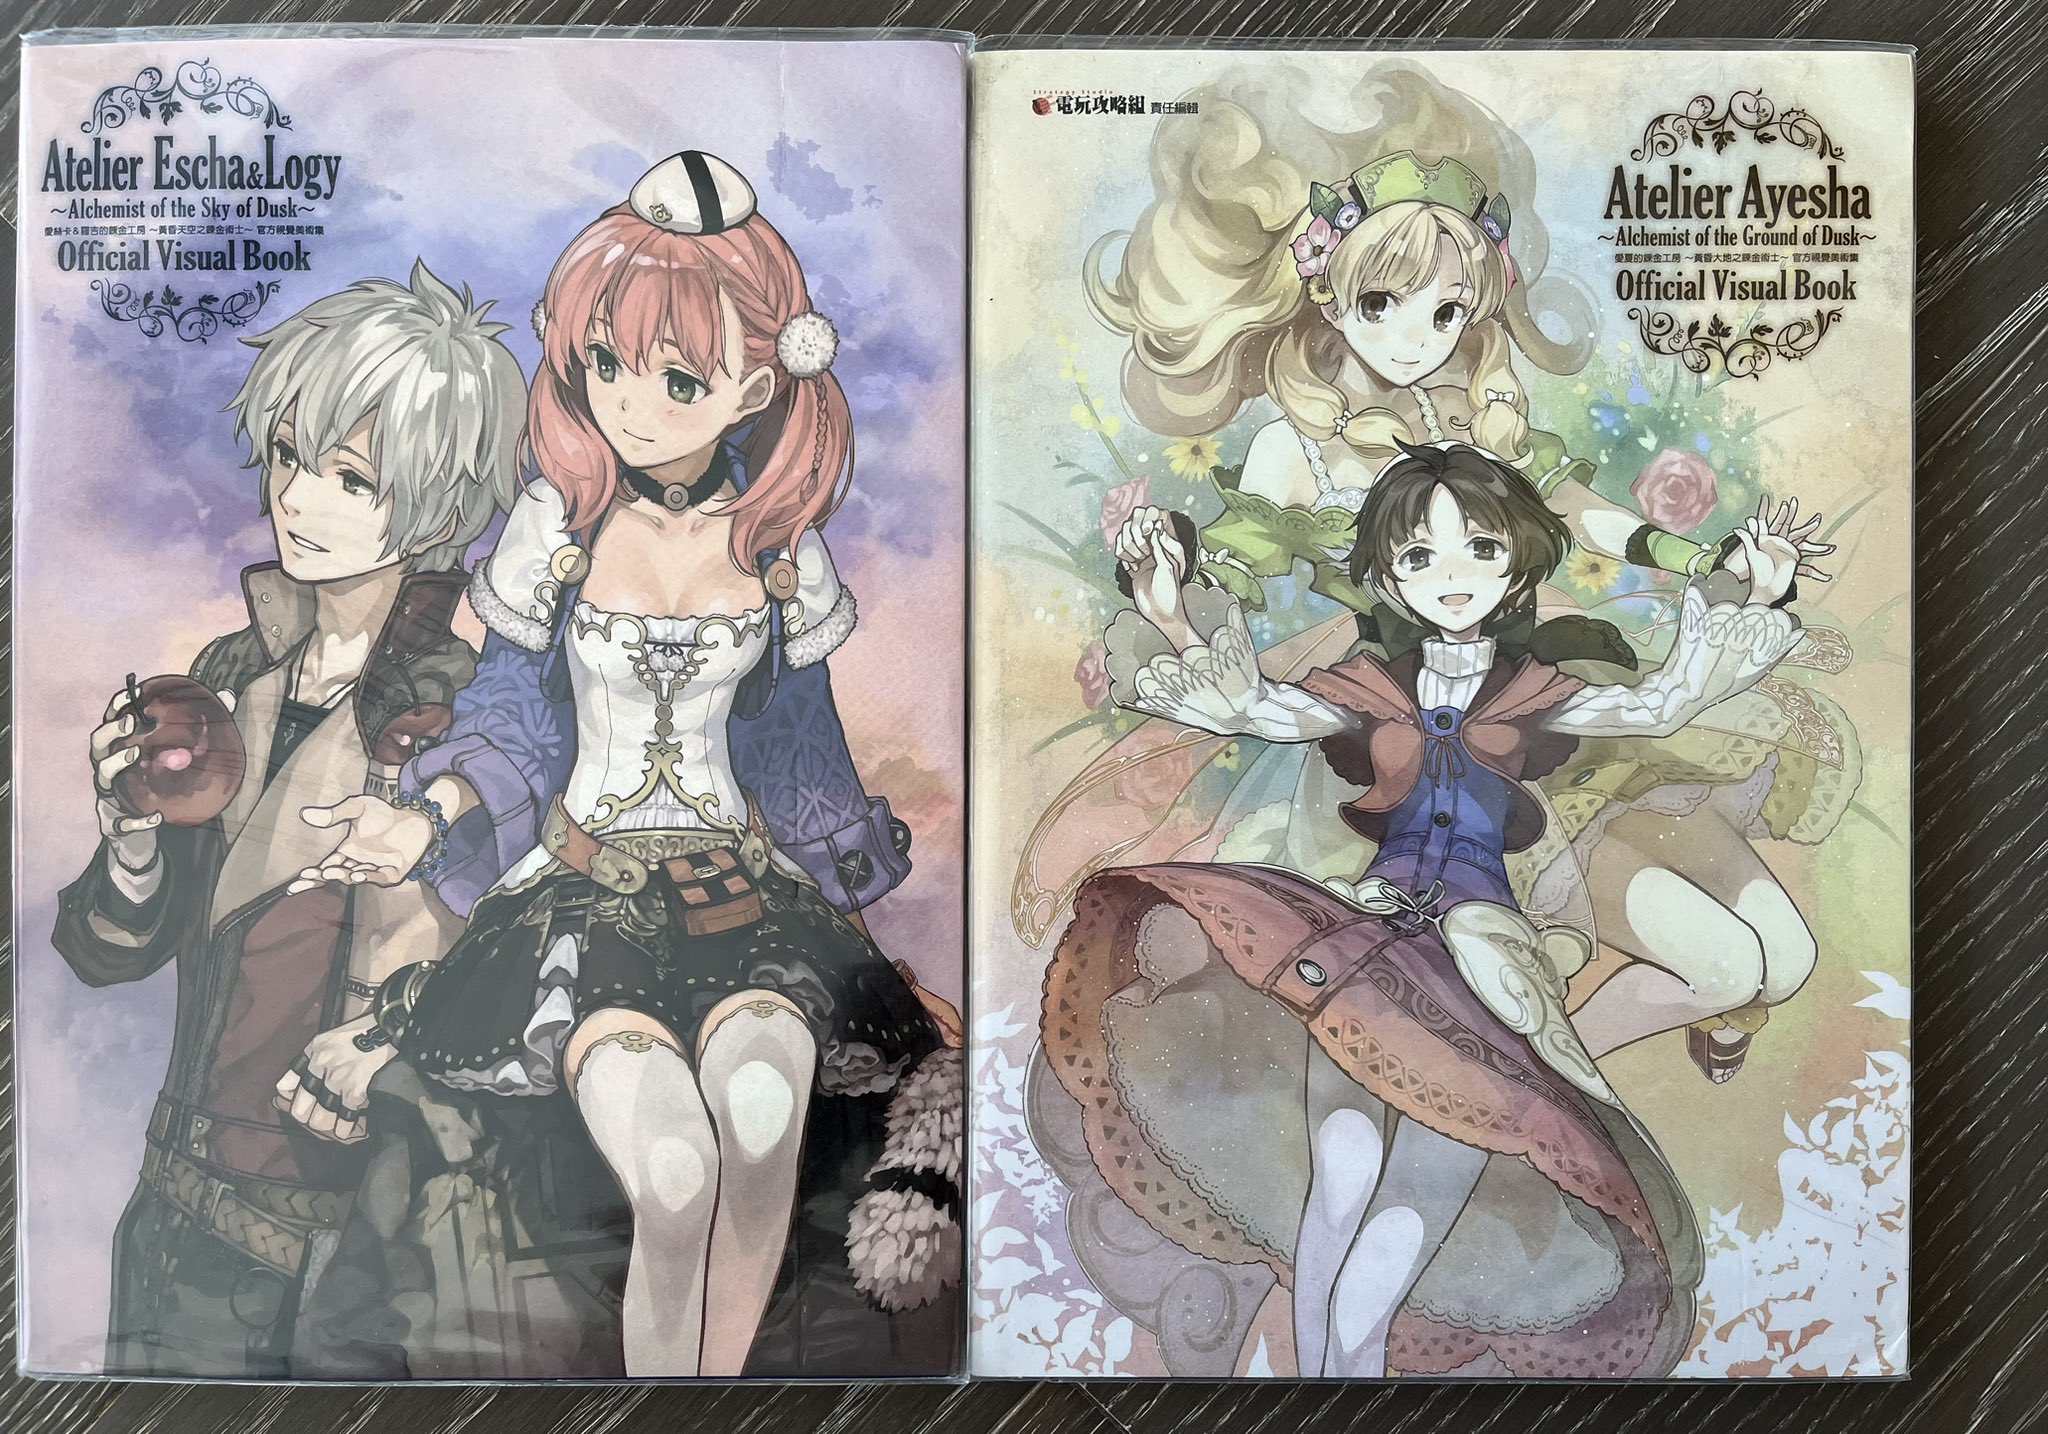 Atelier Escha&Logy
~Alchemist of the Sky of Dusk~
愛絲卡&羅吉的鍊金工房 ~黃昏天空之鍊金術士~ 官方視覺美術集
Official Visual Book
Strategy Studio
電玩攻略組 責任編輯
Atelier Ayesha
~Alchemist of the Ground of Dusk~
愛夏的鍊金工房 ~黃昏大地之鍊金術士~ 官方視覺美術集
Official Visual Book